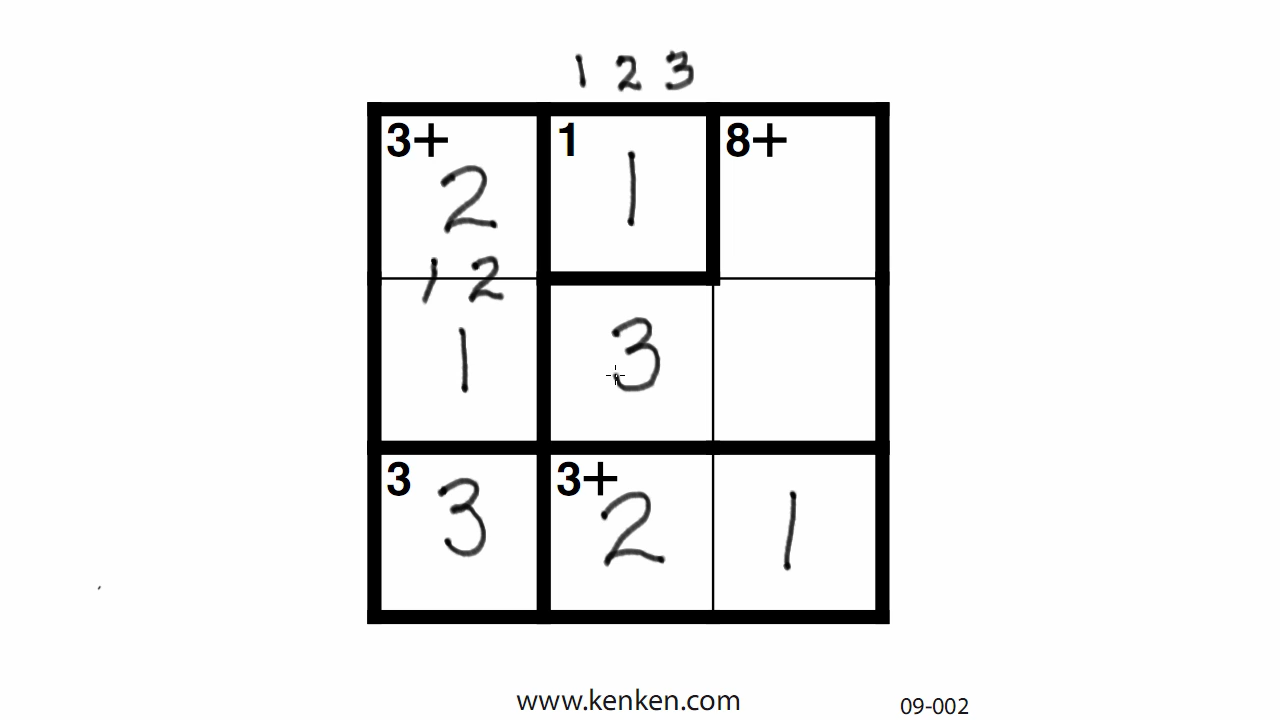 1 2 3
3+ 1 8+
2 1
1 2
1 3
3 3+
3 2 1
www.kenken.com 09-002